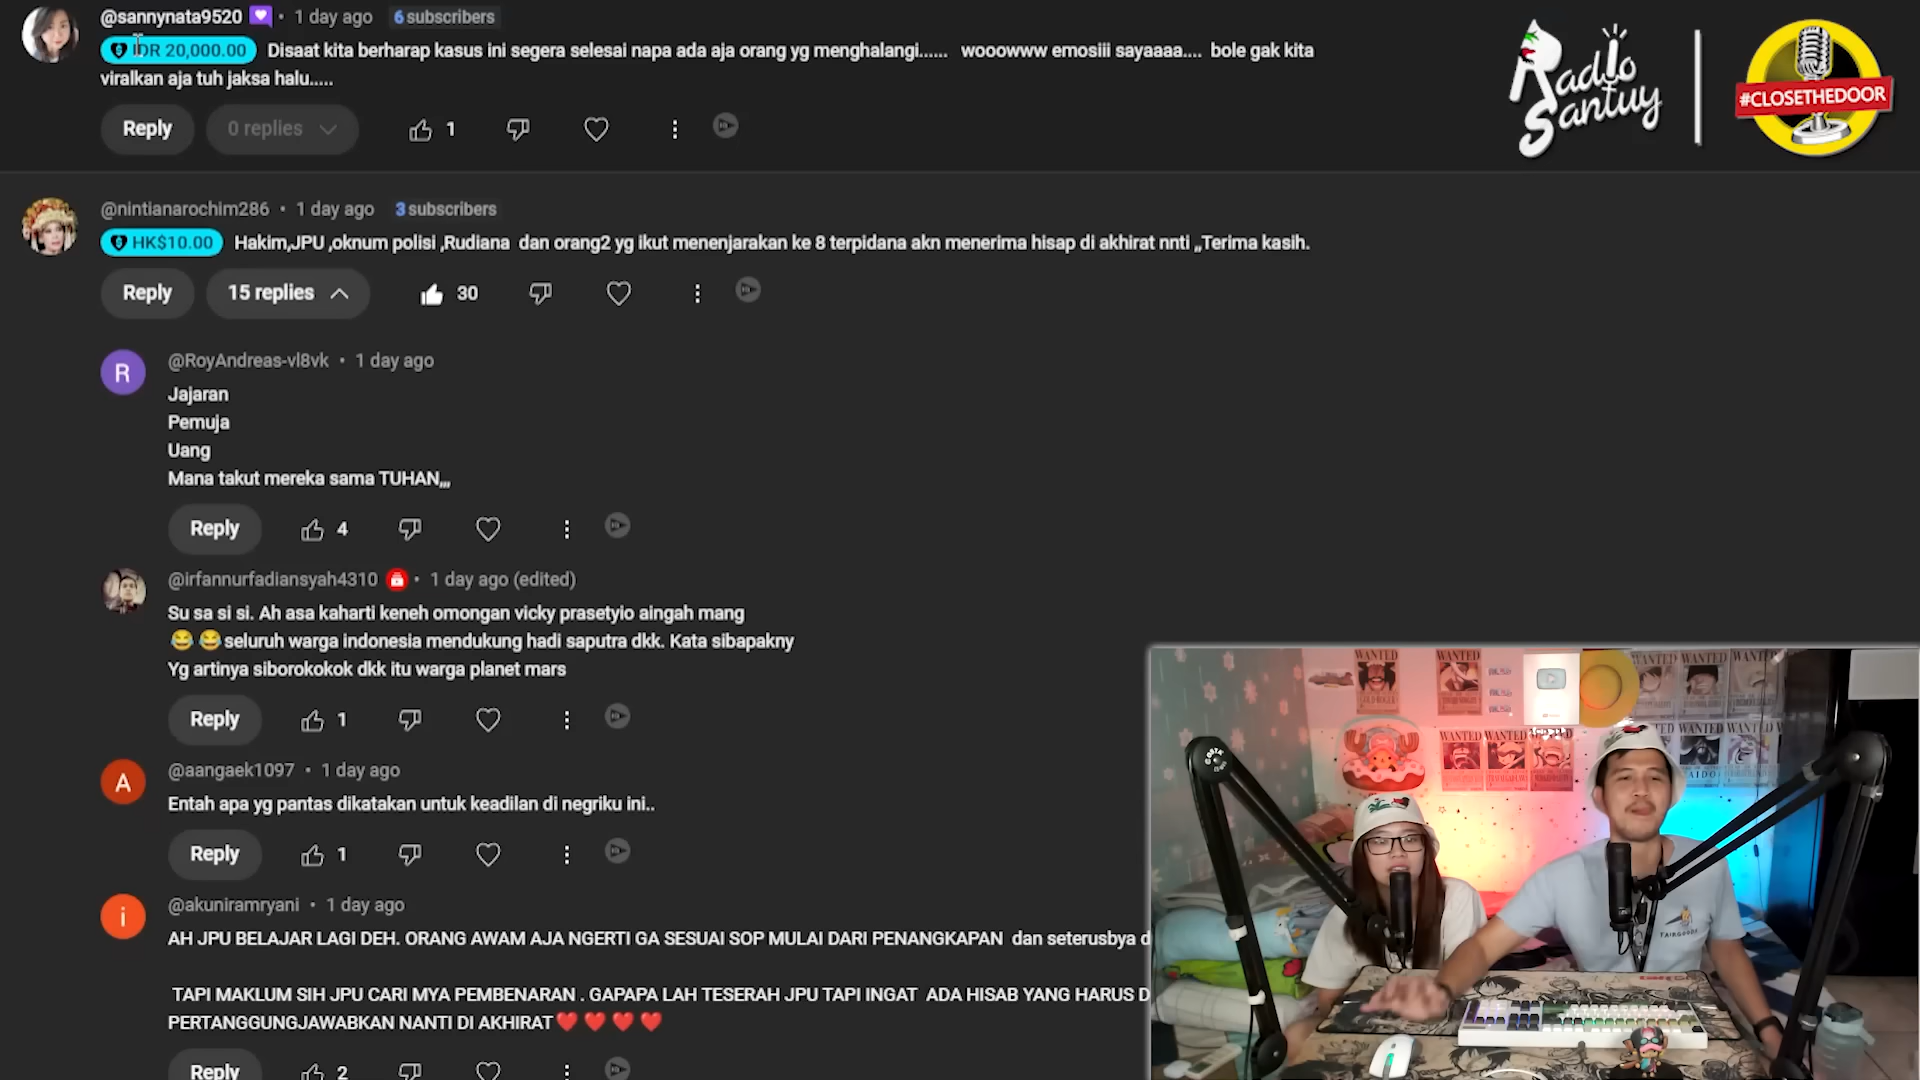 @sannynata9520 • 1 day ago 6 subscribers
IDR 20,000.00 Disaat kita berharap kasus ini segera selesai napa ada aja orang yg menghalangi...... wooowww emosiii sayaaaa.... bole gak kita
viralkan aja tuh jaksa halu.....
Reply 0 replies 1
Radio Santuy
#CLOSETHEDOOR
@nintianarochim286 • 1 day ago 3 subscribers
HK$10.00 Hakim,JPU ,oknum polisi ,Rudiana dan orang2 yg ikut menenjarakan ke 8 terpidana akn menerima hisap di akhirat nnti ,,Terima kasih.
Reply 15 replies 30
R
@RoyAndreas-vl8vk • 1 day ago
Jajaran
Pemuja
Uang
Mana takut mereka sama TUHAN,,,
Reply 4
@irfannurfadiansyah4310 • 1 day ago (edited)
Su sa si si. Ah asa kaharti keneh omongan vicky prasetyio aingah mang
😂 😂 seluruh warga indonesia mendukung hadi saputra dkk. Kata sibapakny
Yg artinya siborokokok dkk itu warga planet mars
Reply 1
A
@aangaek1097 • 1 day ago
Entah apa yg pantas dikatakan untuk keadilan di negriku ini..
Reply 1
i
@akuniramryani • 1 day ago
AH JPU BELAJAR LAGI DEH. ORANG AWAM AJA NGERTI GA SESUAI SOP MULAI DARI PENANGKAPAN dan seterusbya d
TAPI MAKLUM SIH JPU CARI MYA PEMBENARAN . GAPAPA LAH TESERAH JPU TAPI INGAT ADA HISAB YANG HARUS D
PERTANGGUNGJAWABKAN NANTI DI AKHIRAT❤️ ❤️ ❤️ ❤️
Reply 2
WANTED WANTED WANTED WANTED WANTED
WANTED WANTED WANTED WANTED WANTED